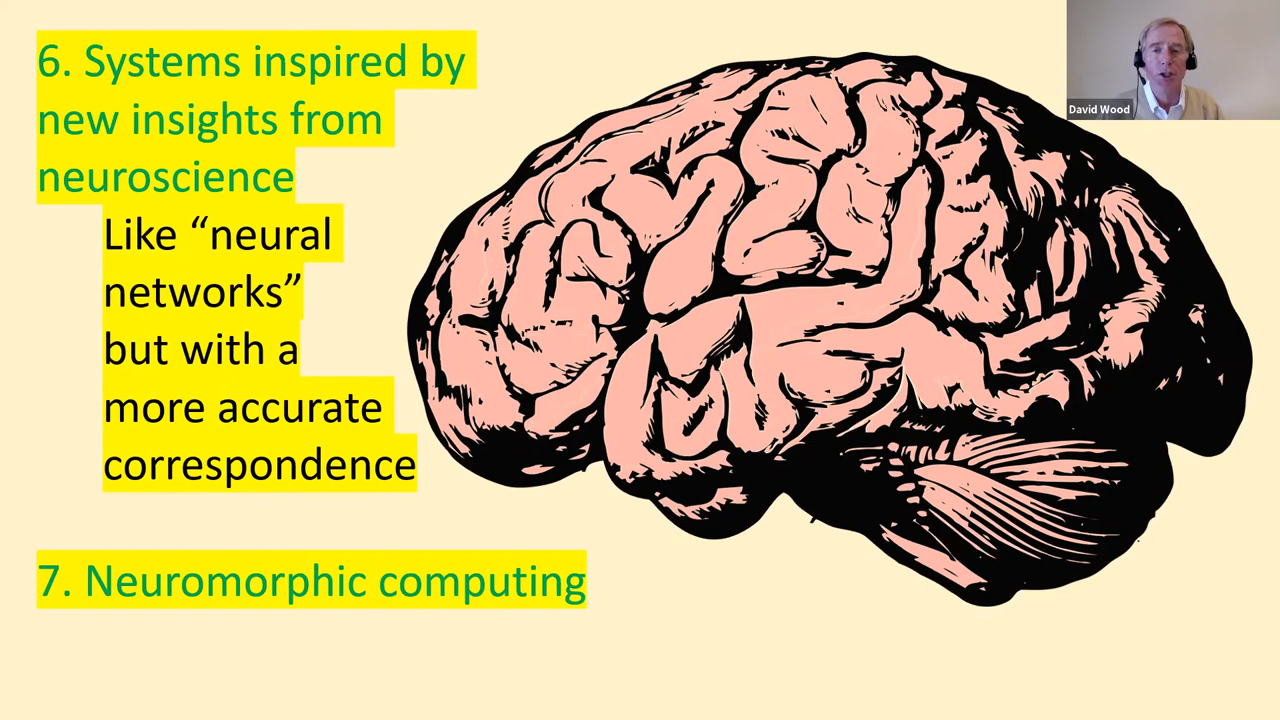 6. Systems inspired by
new insights from
neuroscience
Like “neural
networks”
but with a
more accurate
correspondence
7. Neuromorphic computing
David Wood